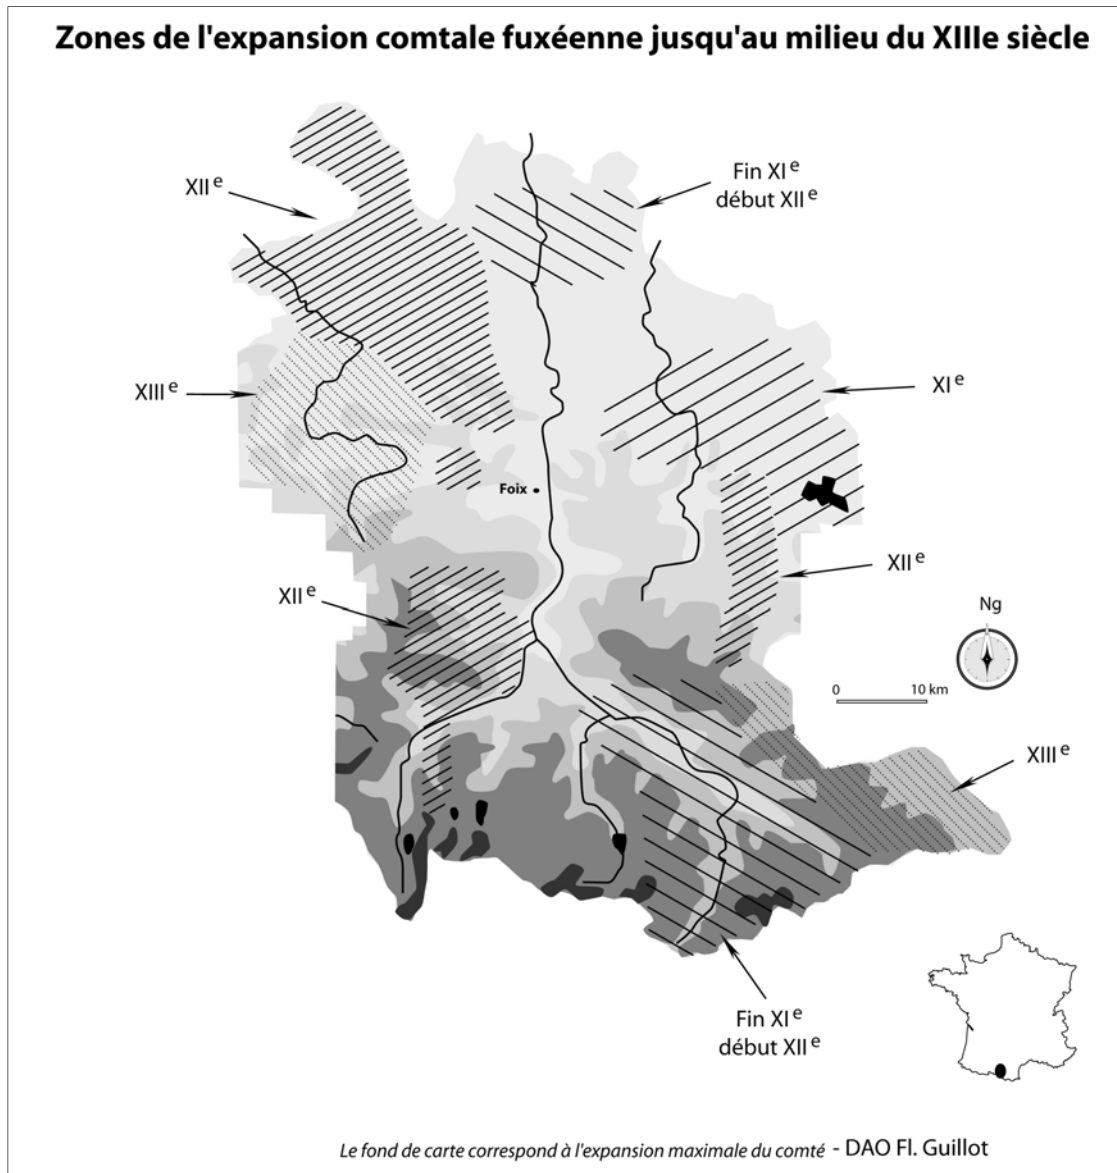 Zones de l'expansion comtale fuxéenne jusqu'au milieu du XIIIe siècle
Fin XIe
début XIIe
XIIe
XIIIe
XIe
Foix
XIIe
XIIe
Ng
0 10 km
XIIIe
Fin XIe
début XIIe
Le fond de carte correspond à l'expansion maximale du comté - DAO Fl. Guillot